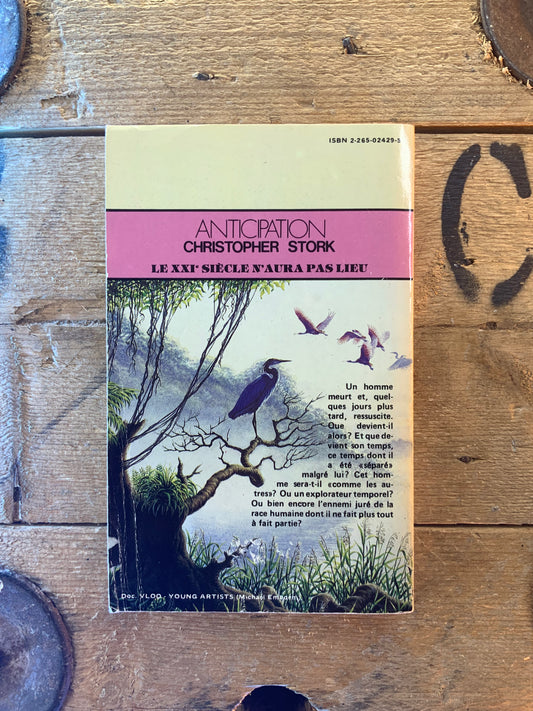 ISBN 2-265-02429-5
ANTICIPATION
CHRISTOPHER STORK
LE XXIe SIÈCLE N'AURA PAS LIEU
Un homme
meurt et, quel-
ques jours plus
tard, ressuscite.
Que devient-il
alors? Et que de-
vient son temps,
ce temps dont il
a été «séparé»
malgré lui? Cet hom-
me sera-t-il «comme les au-
tres»? Ou un explorateur temporel?
Ou bien encore l'ennemi juré de la
race humaine dont il ne fait plus tout
à fait partie?
Doc. VLOO - YOUNG ARTISTS (Michael Emden)
C